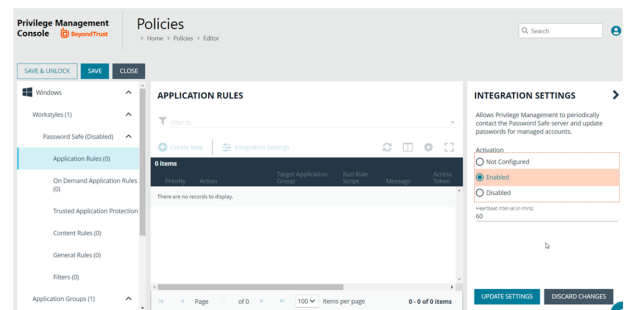 Privilege Management
Console BeyondTrust
Policies
> Home > Policies > Editor
Search
SAVE & UNLOCK SAVE CLOSE
Windows
Workstyles (1)
Password Safe (Disabled)
Application Rules (0)
On Demand Application Rules
(0)
Trusted Application Protection
Content Rules (0)
General Rules (0)
Filters (0)
Application Groups (1)
APPLICATION RULES
Filter By
Create New Integration Settings
0 items
Priority Action Target Application Group Run Rule Script Message Access Token
There are no records to display.
Page of 0 100 Items per page 0 - 0 of 0 items
INTEGRATION SETTINGS
Allows Privilege Management to periodically
contact the Password Safe server and update
passwords for managed accounts.
Activation
Not Configured
Enabled
Disabled
Heartbeat Interval (in mins).
60
UPDATE SETTINGS DISCARD CHANGES